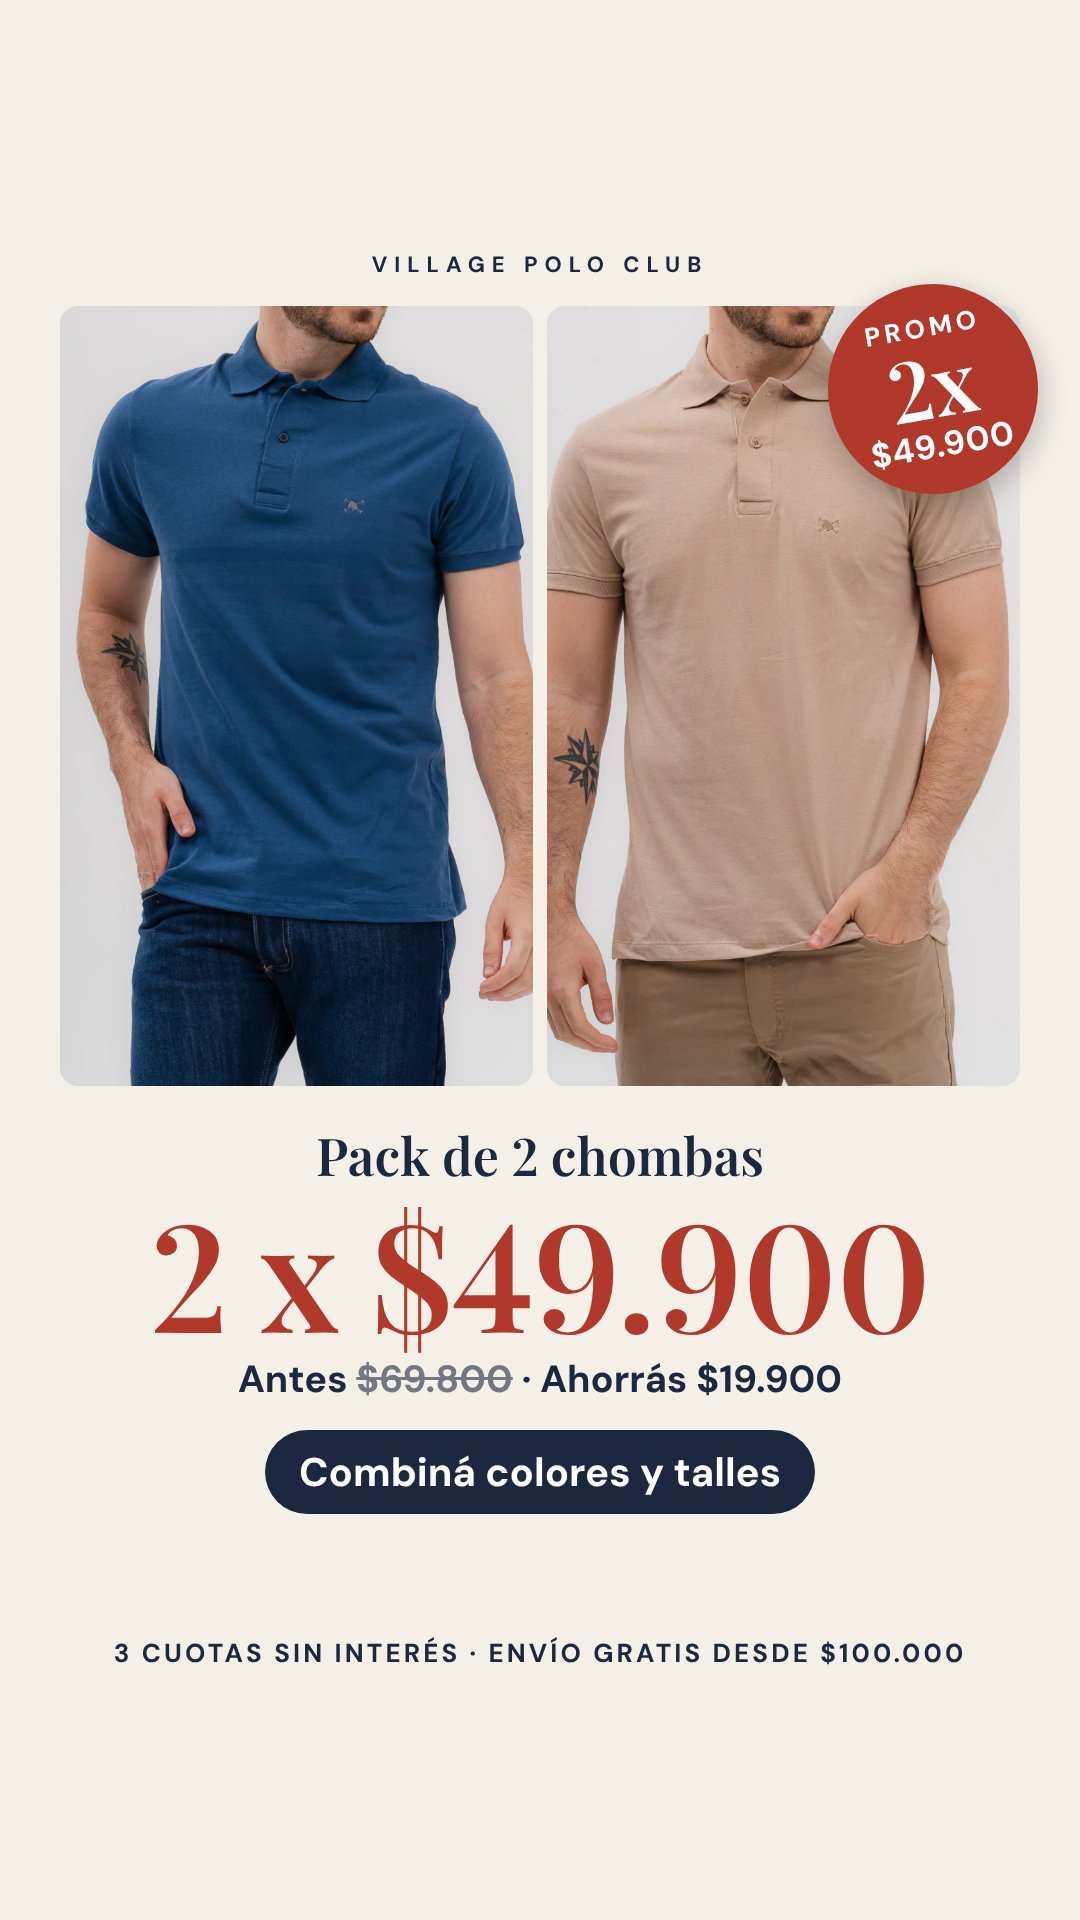 VILLAGE POLO CLUB
PROMO
2x
$49.900
Pack de 2 chombas
2 x $49.900
Antes $69.800 · Ahorrás $19.900
Combiná colores y talles
3 CUOTAS SIN INTERÉS · ENVÍO GRATIS DESDE $100.000